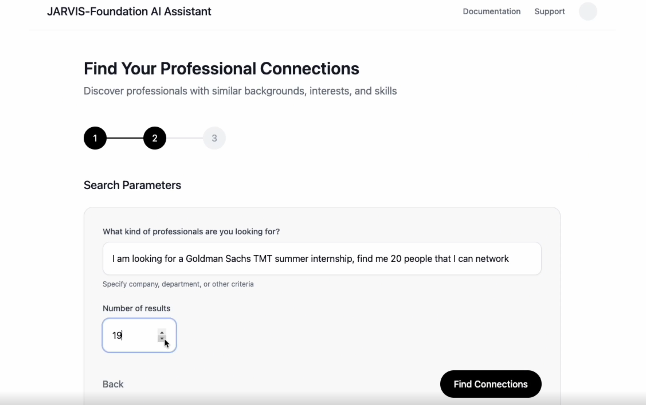 JARVIS-Foundation AI Assistant
Documentation
Support
Find Your Professional Connections
Discover professionals with similar backgrounds, interests, and skills
1
2
3
Search Parameters
What kind of professionals are you looking for?
I am looking for a Goldman Sachs TMT summer internship, find me 20 people that I can network
Specify company, department, or other criteria
Number of results
19
Back
Find Connections